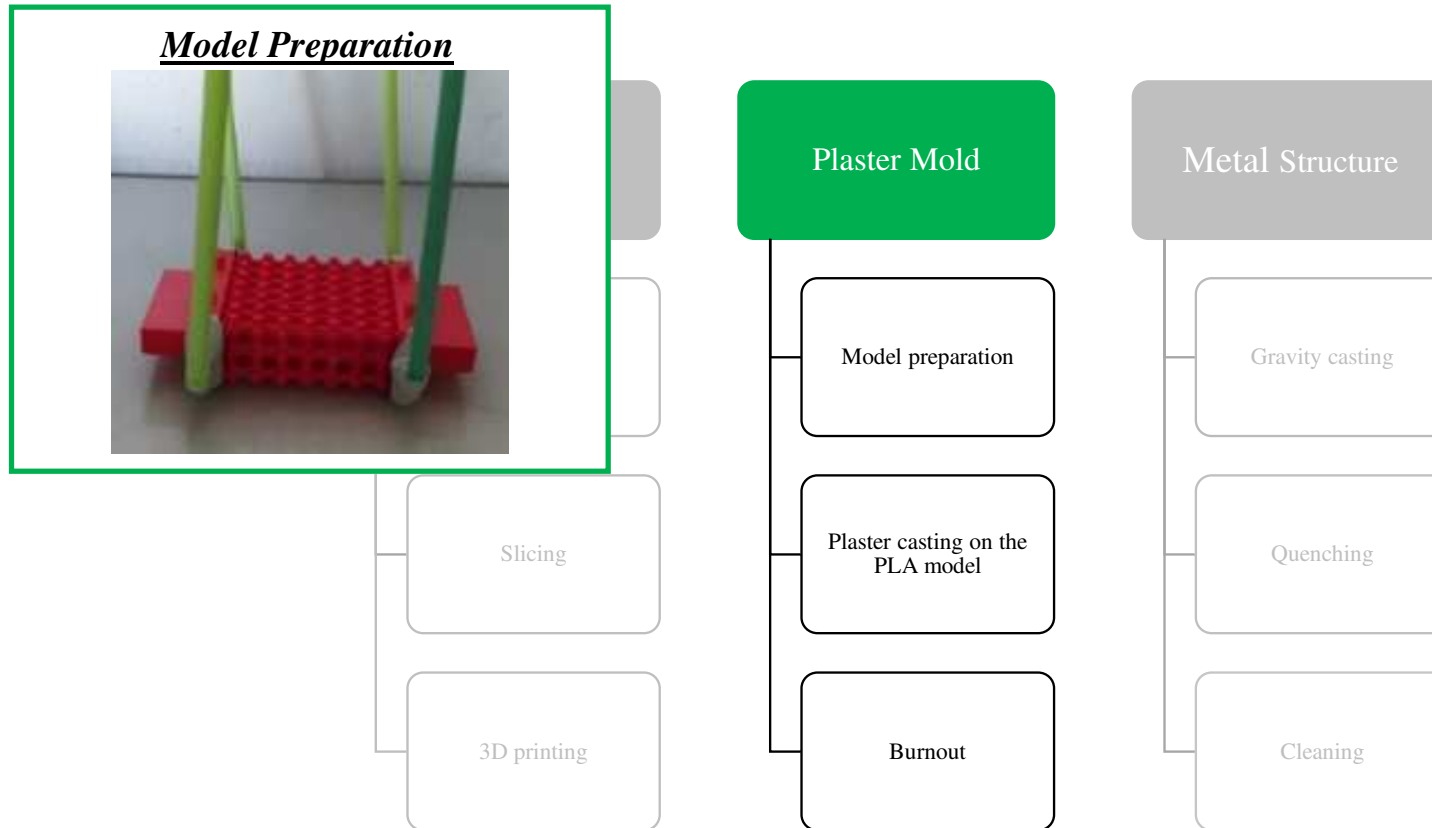 Model Preparation
Plaster Mold
Metal Structure
Model preparation
Gravity casting
Slicing
Plaster casting on the
PLA model
Quenching
3D printing
Burnout
Cleaning